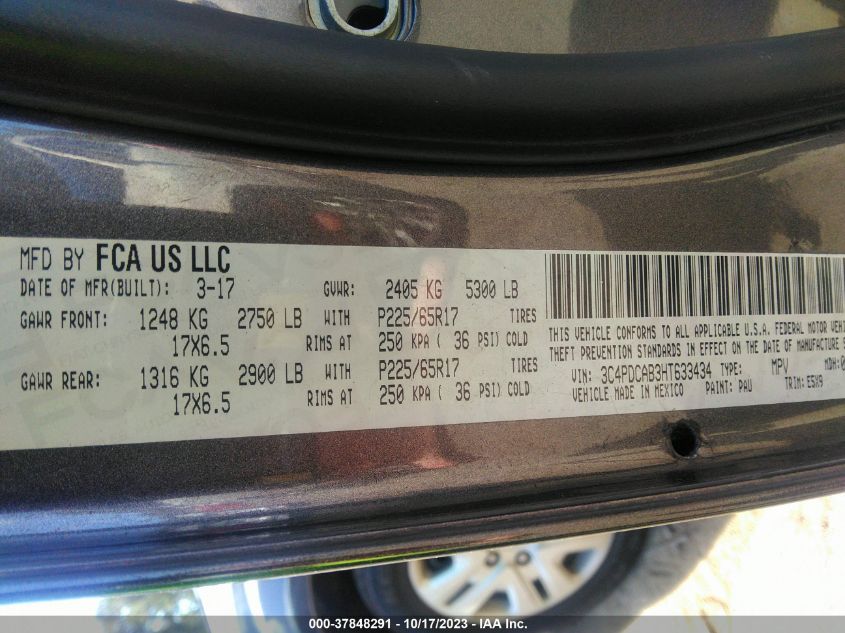 MFD BY FCA US LLC
DATE OF MFR(BUILT): 3-17 GVWR: 2405 KG 5300 LB
GAWR FRONT: 1248 KG 2750 LB WITH P225/65R17 TIRES
17X6.5 RIMS AT 250 KPA ( 36 PSI) COLD
GAWR REAR: 1316 KG 2900 LB WITH P225/65R17 TIRES
17X6.5 RIMS AT 250 KPA ( 36 PSI) COLD
THIS VEHICLE CONFORMS TO ALL APPLICABLE U.S.A. FEDERAL MOTOR
THEFT PREVENTION STANDARDS IN EFFECT ON THE DATE OF MANUFACTURE
VIN: 3C4PDCAB3HT633434 TYPE: MPV MDH:
VEHICLE MADE IN MEXICO PAINT: PAU TRIM: E5X9
000-37848291 - 10/17/2023 - IAA Inc.